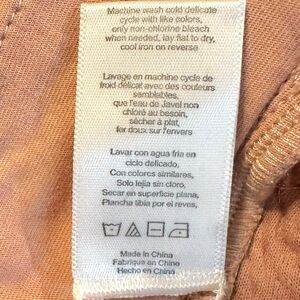 Machine wash cold delicate
cycle with like colors,
only non-chlorine bleach
when needed, lay flat to dry,
cool iron on reverse
Lavage en machine cycle de
froid délicat avec des couleurs
semblables,
que l'eau de Javel non
chloré au besoin,
sécher à plat,
fer doux sur l'envers
Lavar con agua fria en
ciclo delicado,
Con colores similares,
Solo lejia sin cloro,
Secar en superficie plana,
Plancha tibia por el reves,
Made in China
Fabrique en Chine
Hecho en China